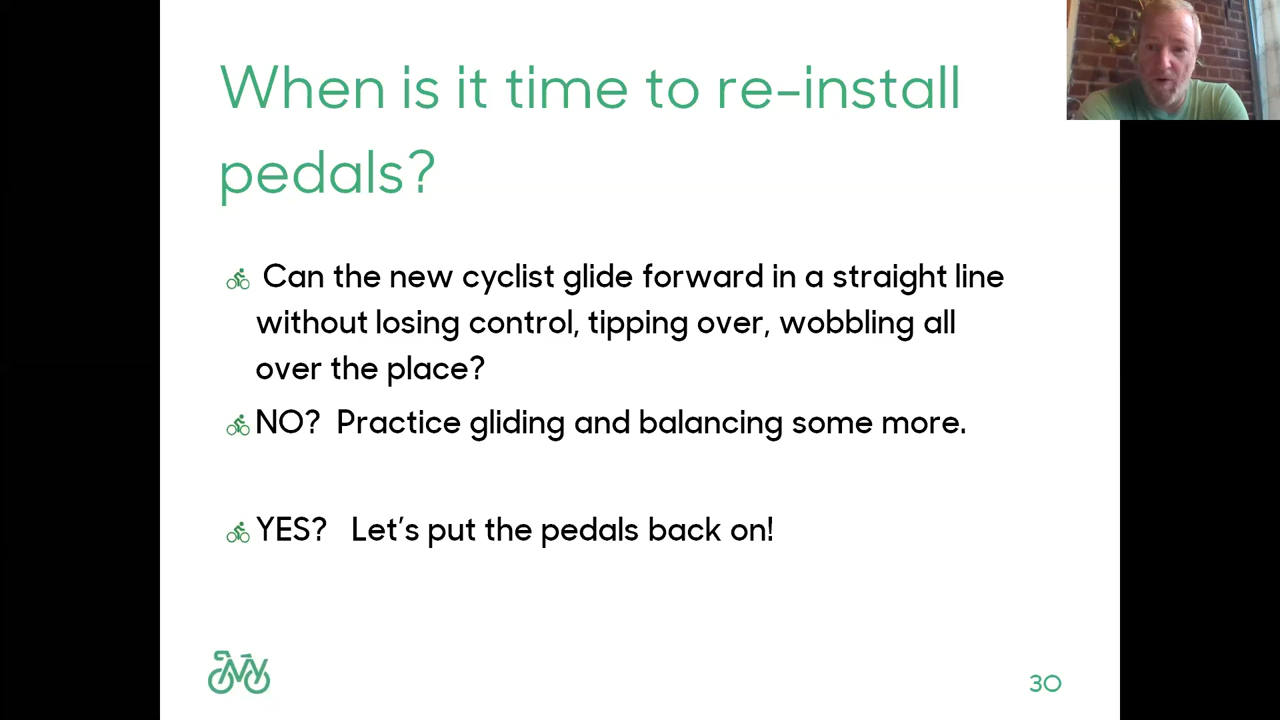 When is it time to re-install
pedals?
Can the new cyclist glide forward in a straight line
without losing control, tipping over, wobbling all
over the place?
NO? Practice gliding and balancing some more.
YES? Let's put the pedals back on!
30